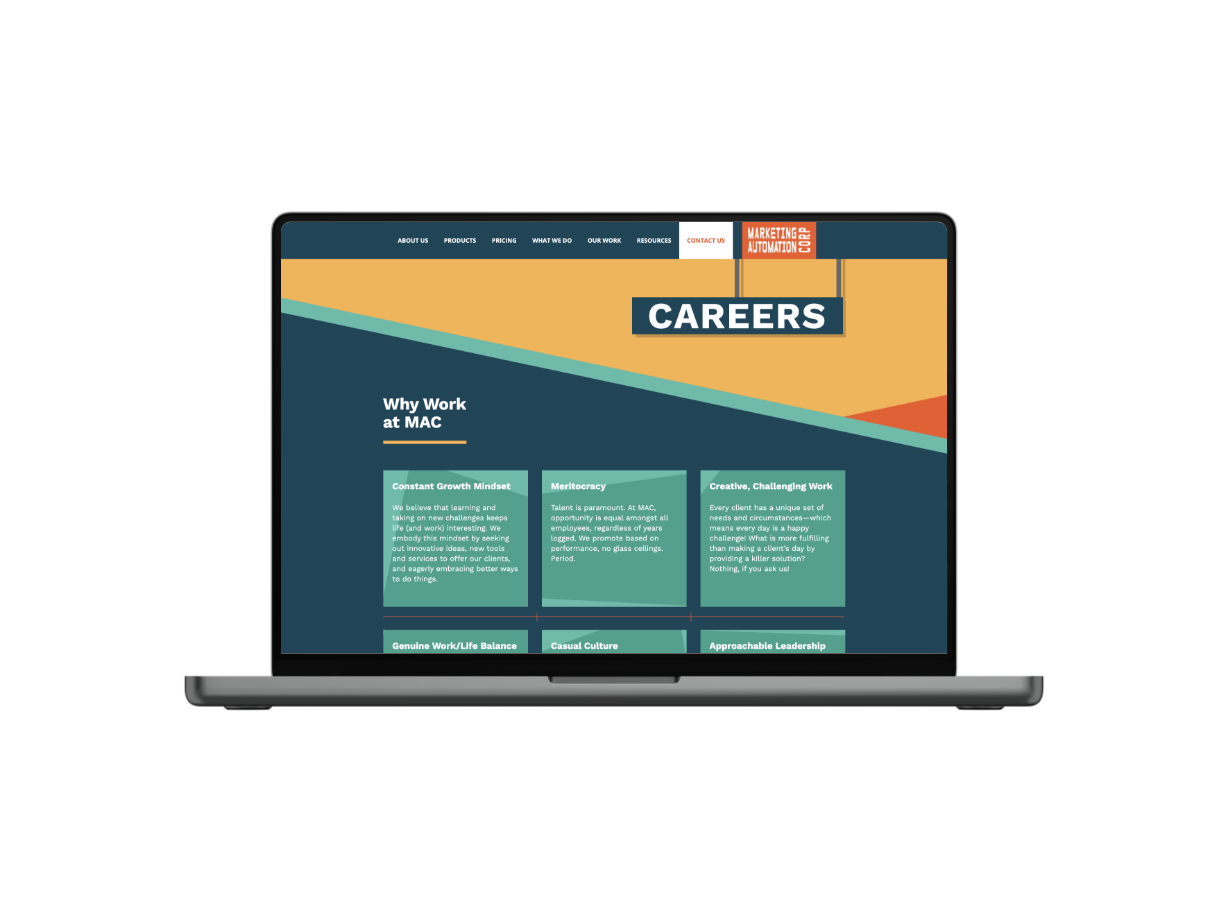 ABOUT US PRODUCTS PRICING WHAT WE DO OUR WORK RESOURCES CONTACT US
MARKETING
AUTOMATION
CORP
CAREERS
Why Work
at MAC
Constant Growth Mindset
We believe that learning and
taking on new challenges keeps
life (and work) interesting. We
embody this mindset by seeking
out innovative ideas, new tools
and services to offer our clients,
and eagerly embracing better ways
to do things.
Meritocracy
Talent is paramount. At MAC,
opportunity is equal amongst all
employees, regardless of years
logged. We promote based on
performance, no glass ceilings.
Period.
Creative, Challenging Work
Every client has a unique set of
needs and circumstances—which
means every day is a happy
challenge! What is more fulfilling
than making a client's day by
providing a killer solution?
Nothing, if you ask us!
Genuine Work/Life Balance
Casual Culture
Approachable Leadership